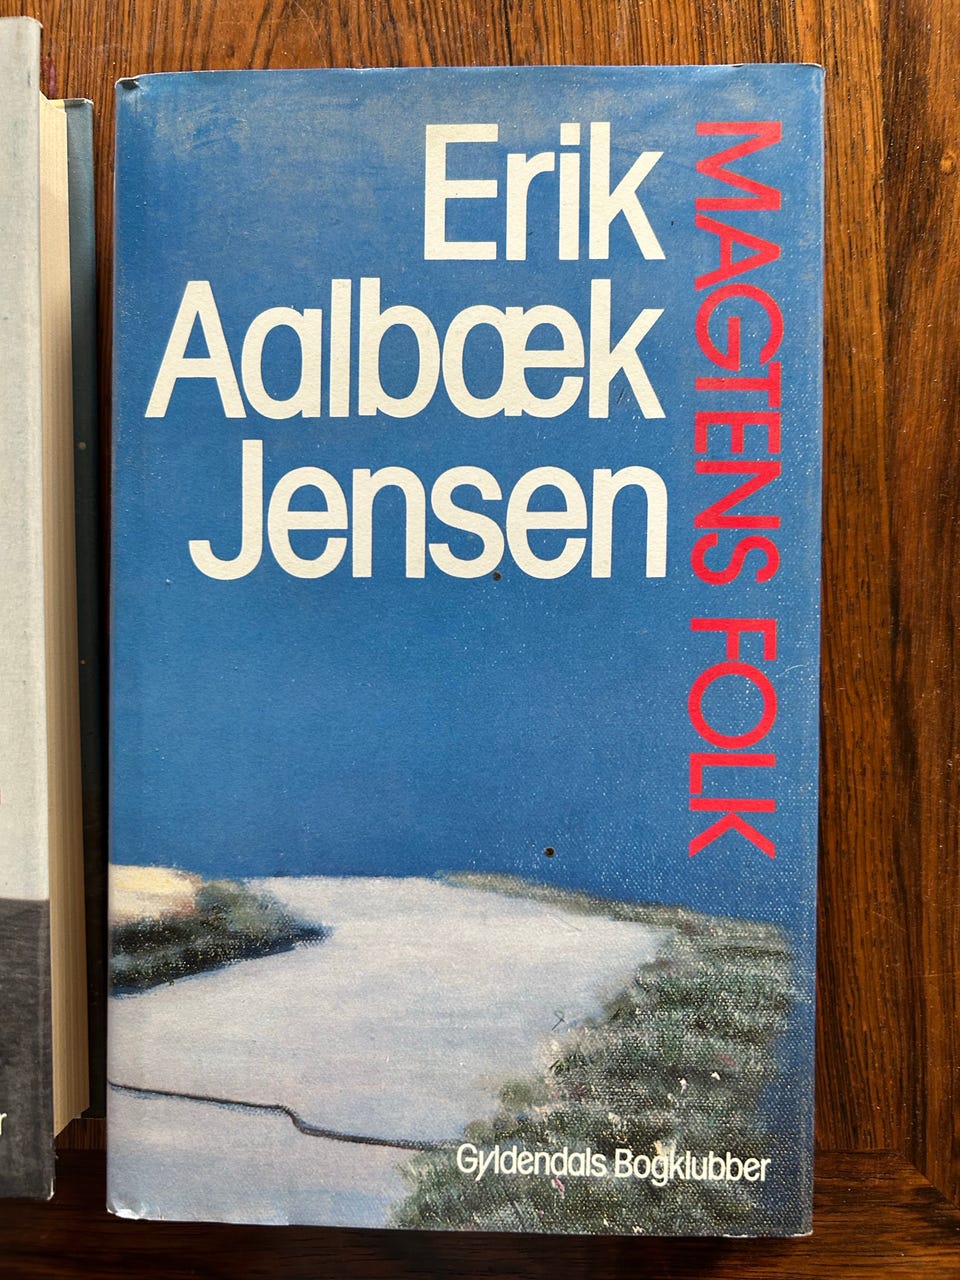 Erik
Aalbæk
Jensen
MAGTENS FOLK
Gyldendals Bogklubber